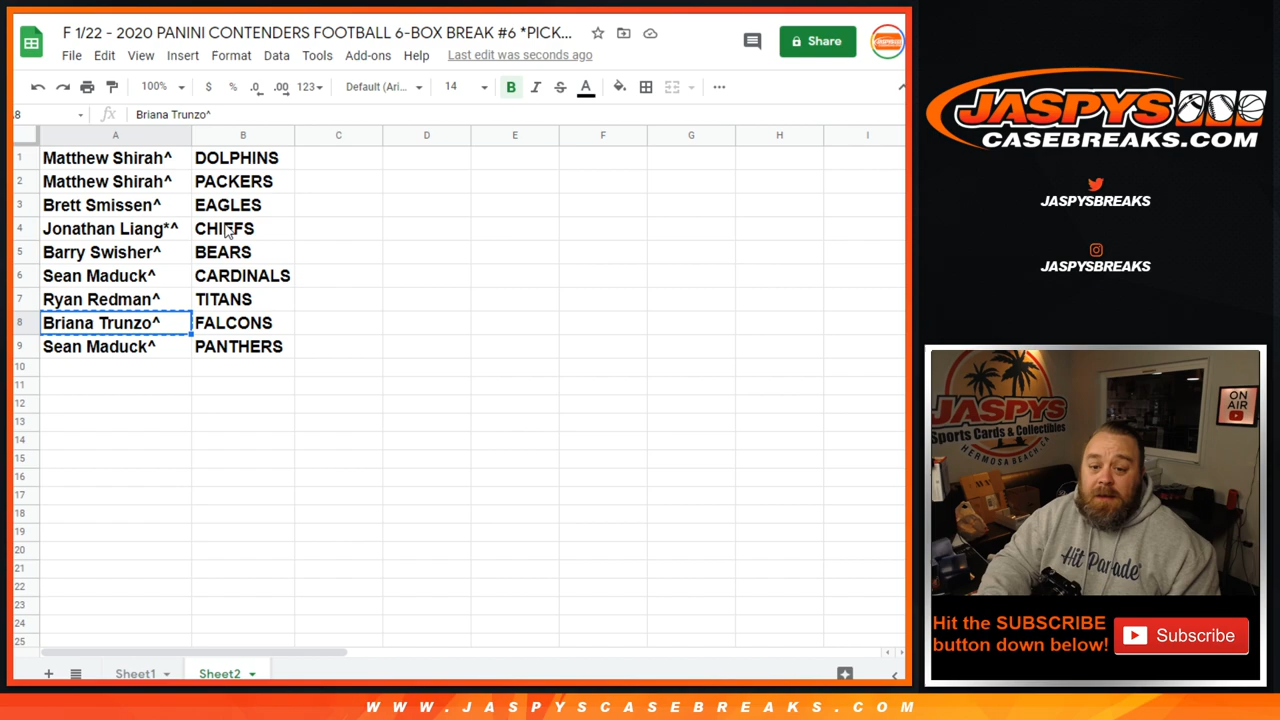 F 1/22 - 2020 PANINI CONTENDERS FOOTBALL 6-BOX BREAK #6 *PICK...
File Edit View Insert Format Data Tools Add-ons Help Last edit was seconds ago
Share
100% $ % .0 .00 123 Default (Ari... 14 B I S A
8 fx Briana Trunzo^
A B C D E F G H I
1 Matthew Shirah^ DOLPHINS
2 Matthew Shirah^ PACKERS
3 Brett Smissen^ EAGLES
4 Jonathan Liang*^ CHIEFS
5 Barry Swisher^ BEARS
6 Sean Maduck^ CARDINALS
7 Ryan Redman^ TITANS
8 Briana Trunzo^ FALCONS
9 Sean Maduck^ PANTHERS
10
11
12
13
14
15
16
17
18
19
20
21
22
23
24
25
Sheet1 Sheet2
JASPYS
CASEBREAKS.COM
JASPYSBREAKS
JASPYSBREAKS
JASPYS
Sports Cards & Collectibles
HERMOSA BEACH, CA
ON
AIR
Hit Parade
Hit the SUBSCRIBE
button down below!
Subscribe
WWW.JASPYSCASEBREAKS.COM